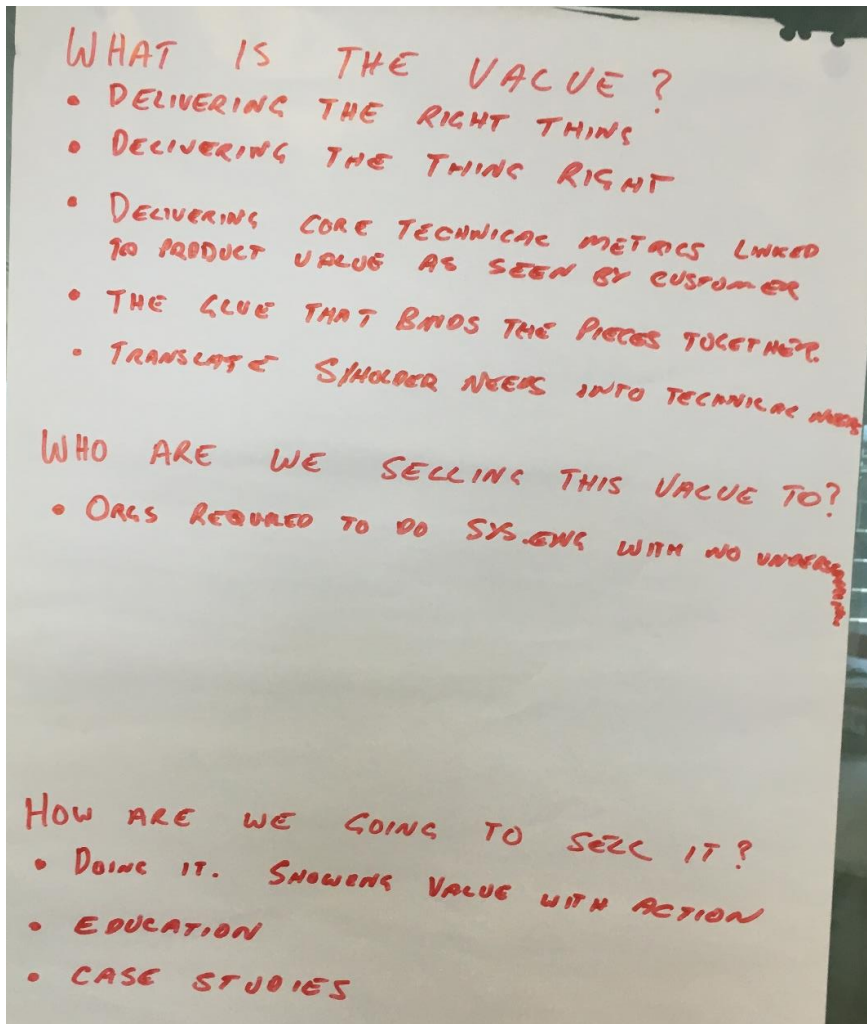 WHAT IS THE VALUE?
• DELIVERING THE RIGHT THING
• DELIVERING THE THING RIGHT
• DELIVERING CORE TECHNICAL METRICS LINKED
TO PRODUCT VALUE AS SEEN BY CUSTOMER
• THE GLUE THAT BINDS THE PIECES TOGETHER.
• TRANSLATE S/HOLDER NEEDS INTO TECHNICAL NEEDS
WHO ARE WE SELLING THIS VALUE TO?
• ORGS REQUIRED TO DO SYS.ENG WITH NO
HOW ARE WE GOING TO SELL IT?
• DOING IT. SHOWING VALUE WITH ACTION
• EDUCATION
• CASE STUDIES